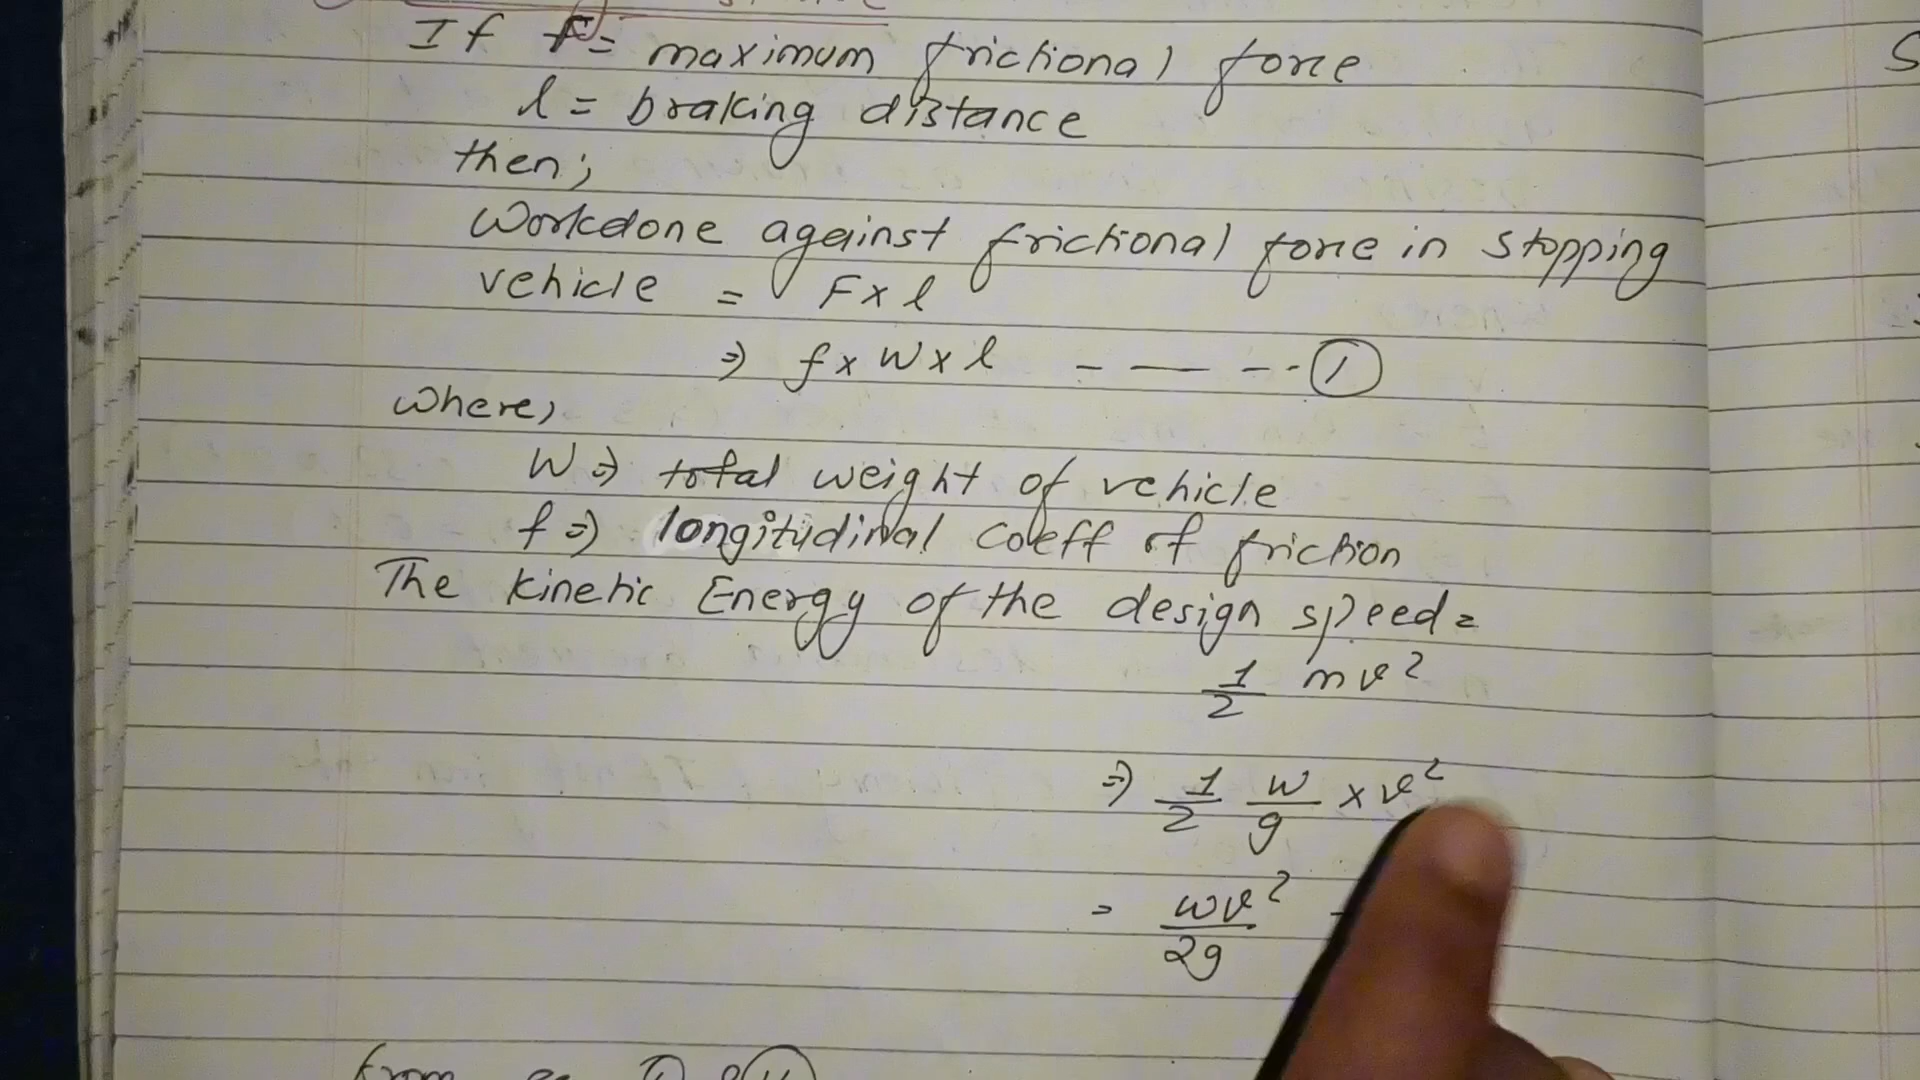 If F = maximum frictional force
l = braking distance
then;
Workdone against frictional force in stopping
vehicle = F x l
⇒ f x W x l - — - - - ①
where,
W ⇒ total weight of vehicle
f ⇒ longitudinal coeff of friction
The kinetic Energy of the design speed =
1/2 mv²
⇒ 1/2 w/g x v²
= wv²/2g -
from